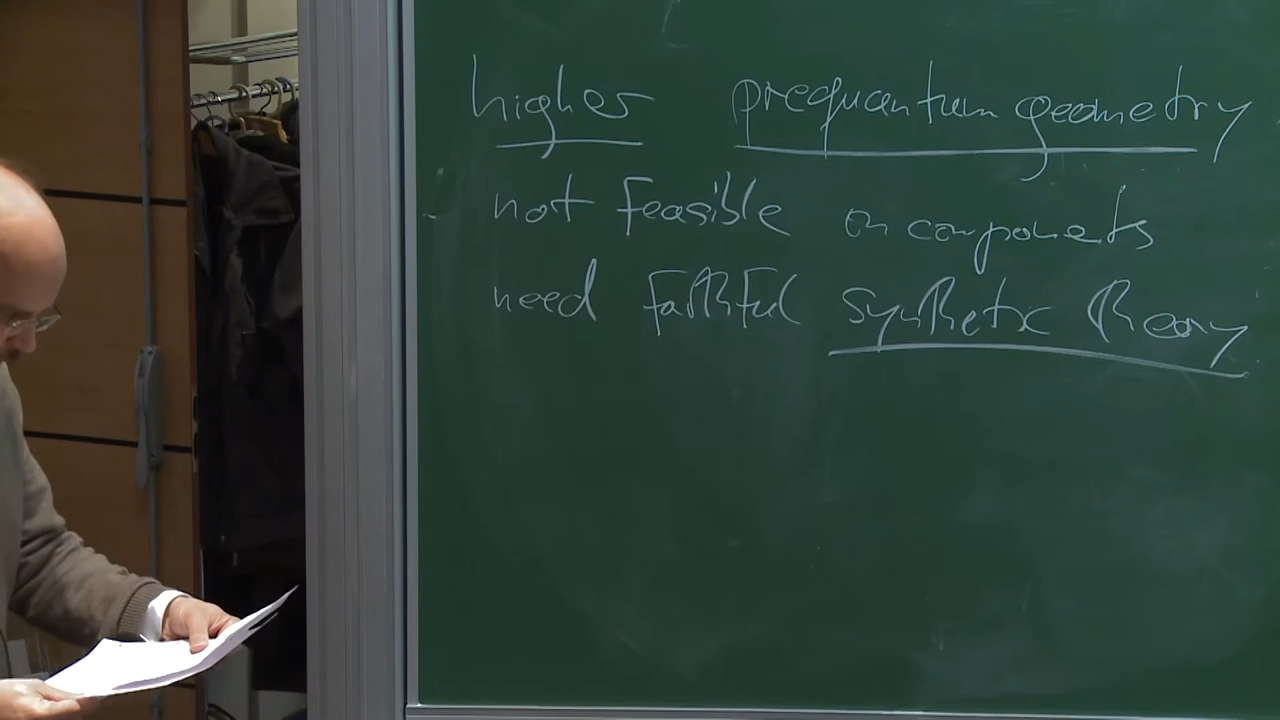 higher prequantum geometry
not feasible on components
need faithful synthetic theory